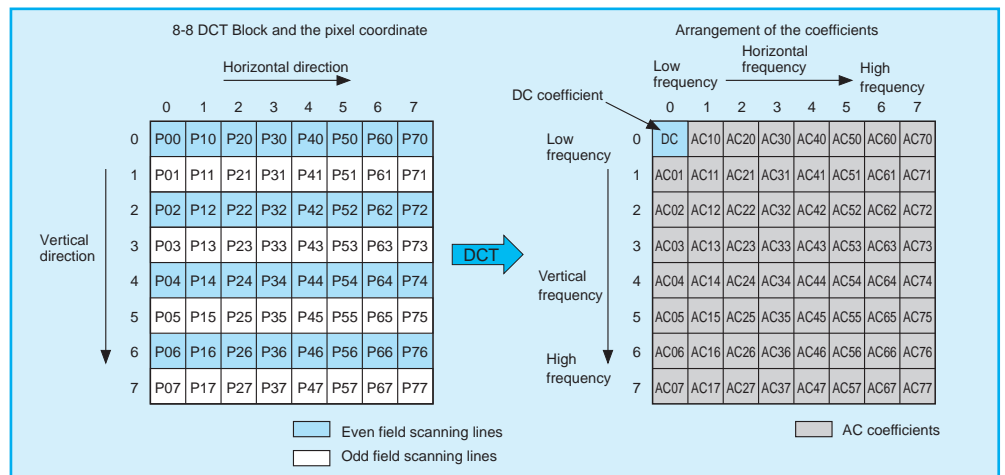 8-8 DCT Block and the pixel coordinate
Horizontal direction
0 1 2 3 4 5 6 7
0 P00 P10 P20 P30 P40 P50 P60 P70
1 P01 P11 P21 P31 P41 P51 P61 P71
2 P02 P12 P22 P32 P42 P52 P62 P72
3 P03 P13 P23 P33 P43 P53 P63 P73
4 P04 P14 P24 P34 P44 P54 P64 P74
5 P05 P15 P25 P35 P45 P55 P65 P75
6 P06 P16 P26 P36 P46 P56 P66 P76
7 P07 P17 P27 P37 P47 P57 P67 P77
Vertical
direction
Even field scanning lines
Odd field scanning lines
DCT
Arrangement of the coefficients
Low
frequency
Horizontal
frequency
High
frequency
DC coefficient
0 1 2 3 4 5 6 7
Low
frequency
Vertical
frequency
High
frequency
0 DC AC10 AC20 AC30 AC40 AC50 AC60 AC70
1 AC01 AC11 AC21 AC31 AC41 AC51 AC61 AC71
2 AC02 AC12 AC22 AC32 AC42 AC52 AC62 AC72
3 AC03 AC13 AC23 AC33 AC43 AC53 AC63 AC73
4 AC04 AC14 AC24 AC34 AC44 AC54 AC64 AC74
5 AC05 AC15 AC25 AC35 AC45 AC55 AC65 AC75
6 AC06 AC16 AC26 AC36 AC46 AC56 AC66 AC76
7 AC07 AC17 AC27 AC37 AC47 AC57 AC67 AC77
AC coefficients